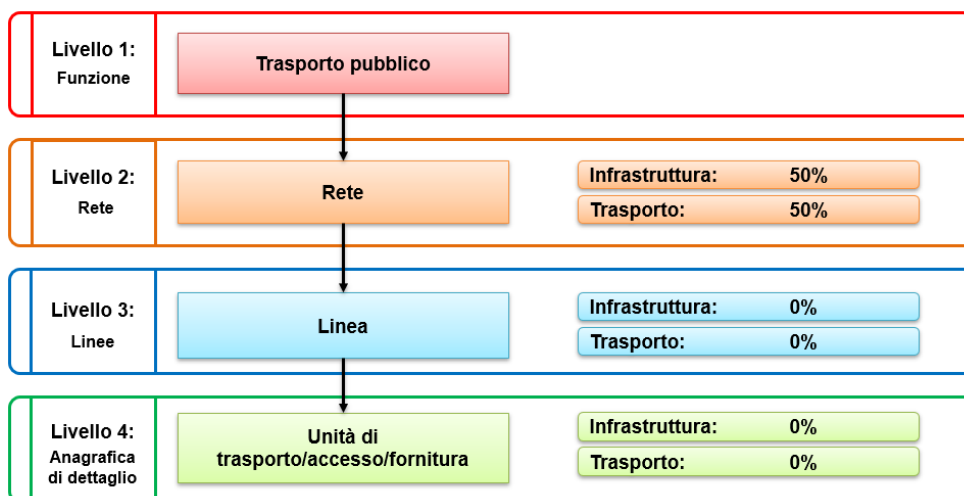 Livello 1:
Funzione
Trasporto pubblico
Livello 2:
Rete
Rete
Infrastruttura: 50%
Trasporto: 50%
Livello 3:
Linee
Linea
Infrastruttura: 0%
Trasporto: 0%
Livello 4:
Anagrafica
di dettaglio
Unità di
trasporto/accesso/fornitura
Infrastruttura: 0%
Trasporto: 0%